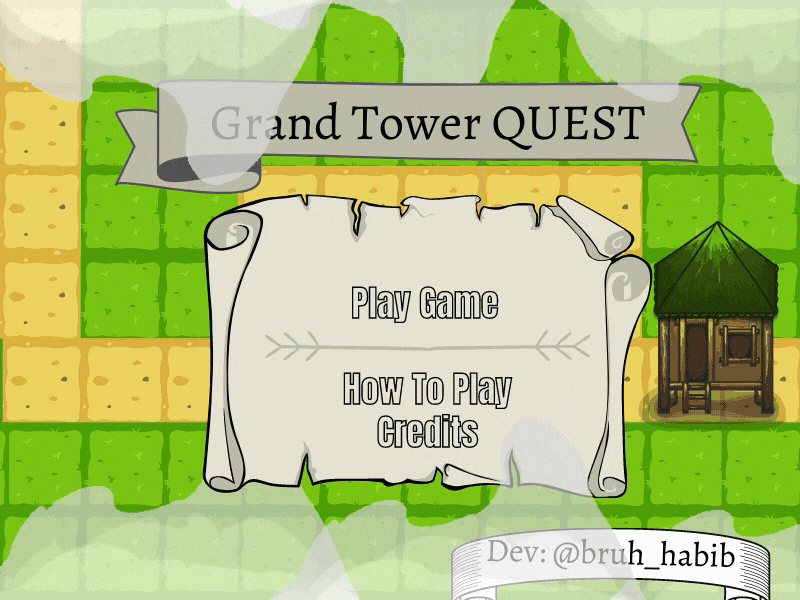 Grand Tower QUEST
Play Game
How To Play
Credits
Dev: @bruh_habib